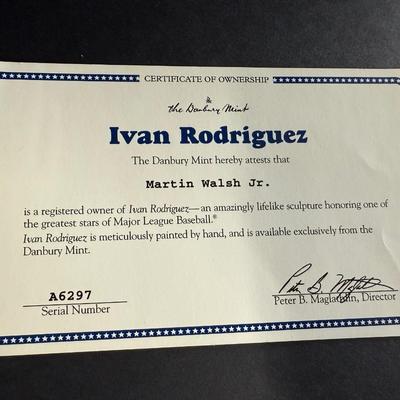 CERTIFICATE OF OWNERSHIP
the Danbury Mint
Ivan Rodriguez
The Danbury Mint hereby attests that
Martin Walsh Jr.
is a registered owner of Ivan Rodriguez—an amazingly lifelike sculpture honoring one of
the greatest stars of Major League Baseball.®
Ivan Rodriguez is meticulously painted by hand, and is available exclusively from the
Danbury Mint.
A6297
Serial Number
Peter B. Maglathlin, Director